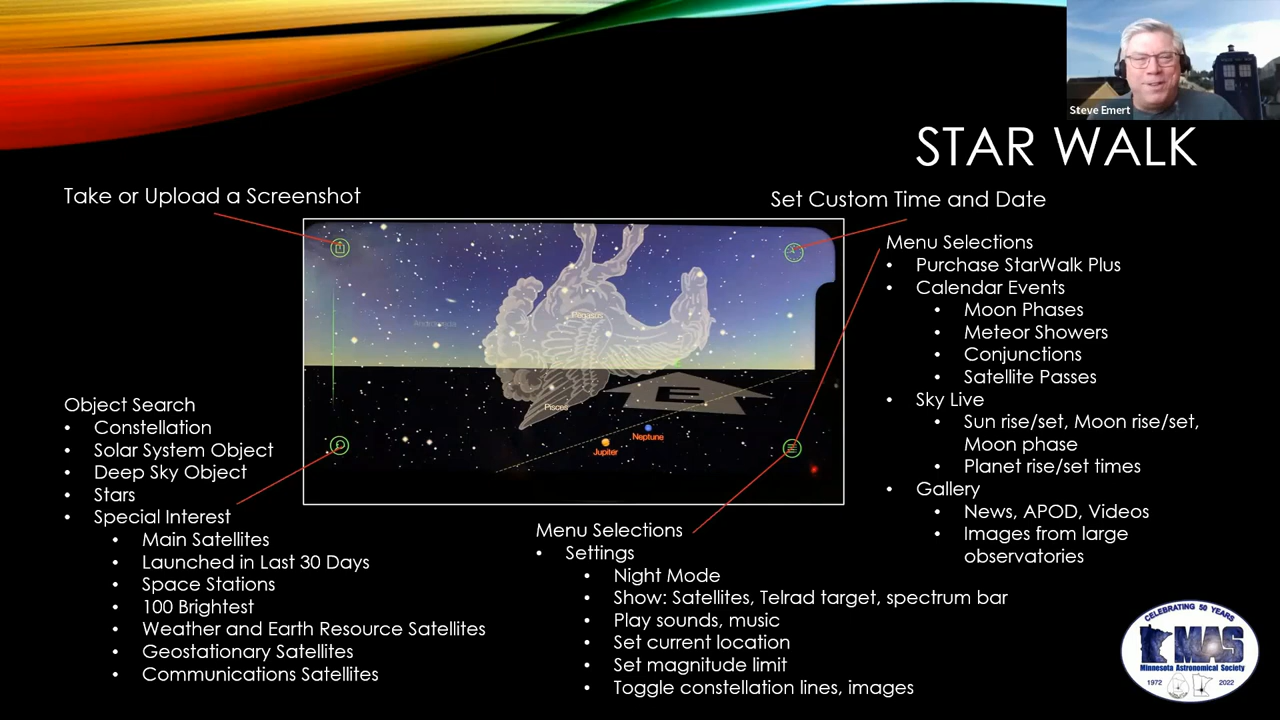 Steve Emert
STAR WALK
Take or Upload a Screenshot
Set Custom Time and Date
Menu Selections
• Purchase StarWalk Plus
• Calendar Events
• Moon Phases
• Meteor Showers
• Conjunctions
• Satellite Passes
• Sky Live
• Sun rise/set, Moon rise/set,
Moon phase
• Planet rise/set times
• Gallery
• News, APOD, Videos
• Images from large
observatories
Andromeda
Pegasus
Pisces
E
Neptune
Jupiter
Object Search
• Constellation
• Solar System Object
• Deep Sky Object
• Stars
• Special Interest
• Main Satellites
• Launched in Last 30 Days
• Space Stations
• 100 Brightest
• Weather and Earth Resource Satellites
• Geostationary Satellites
• Communications Satellites
Menu Selections
• Settings
• Night Mode
• Show: Satellites, Telrad target, spectrum bar
• Play sounds, music
• Set current location
• Set magnitude limit
• Toggle constellation lines, images
CELEBRATING 50 YEARS
MAS
Minnesota Astronomical Society
1972 2022